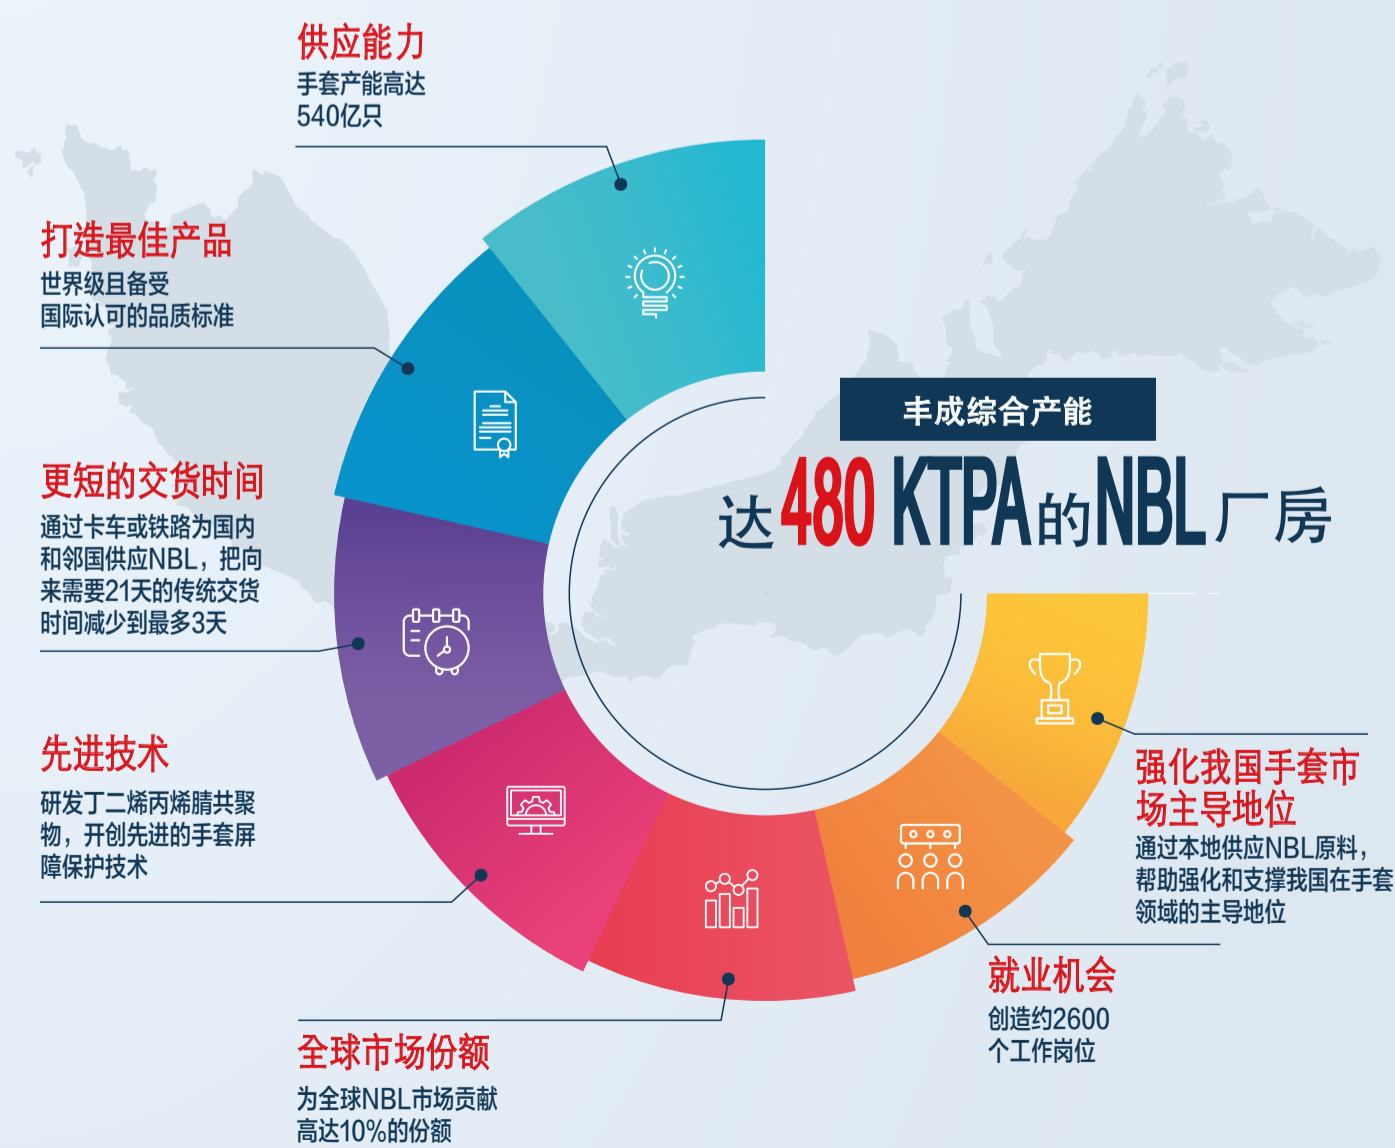 供应能力
手套产能高达
540亿只
打造最佳产品
世界级且备受
国际认可的品质标准
更短的交货时间
通过卡车或铁路为国内
和邻国供应NBL，把向
来需要21天的传统交货
时间减少到最多3天
先进技术
研发丁二烯丙烯腈共聚
物，开创先进的手套屏
障保护技术
全球市场份额
为全球NBL市场贡献
高达10%的份额
丰成综合产能
达480 KTPA的NBL厂房
强化我国手套市
场主导地位
通过本地供应NBL原料，
帮助强化和支撑我国在手套
领域的主导地位
就业机会
创造约2600
个工作岗位